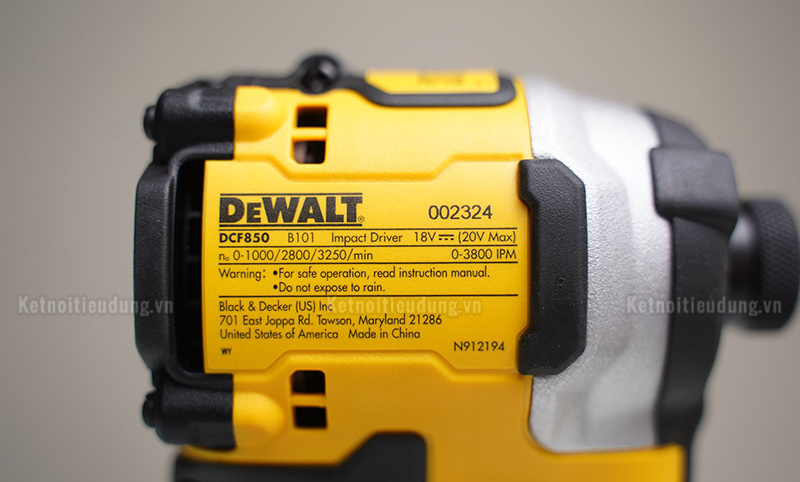 DEWALT®
002324
DCF850 B101 Impact Driver 18V⎓ (20V Max)
n₀ 0-1000/2800/3250/min 0-3800 IPM
Warning: •For safe operation, read instruction manual.
•Do not expose to rain.
Ketnoitieudung.vn Ketnoitieudung.vn Ketnoitieudung.vn
Black & Decker (US) Inc
701 East Joppa Rd. Towson, Maryland 21286
United States of America Made in China
WY
N912194